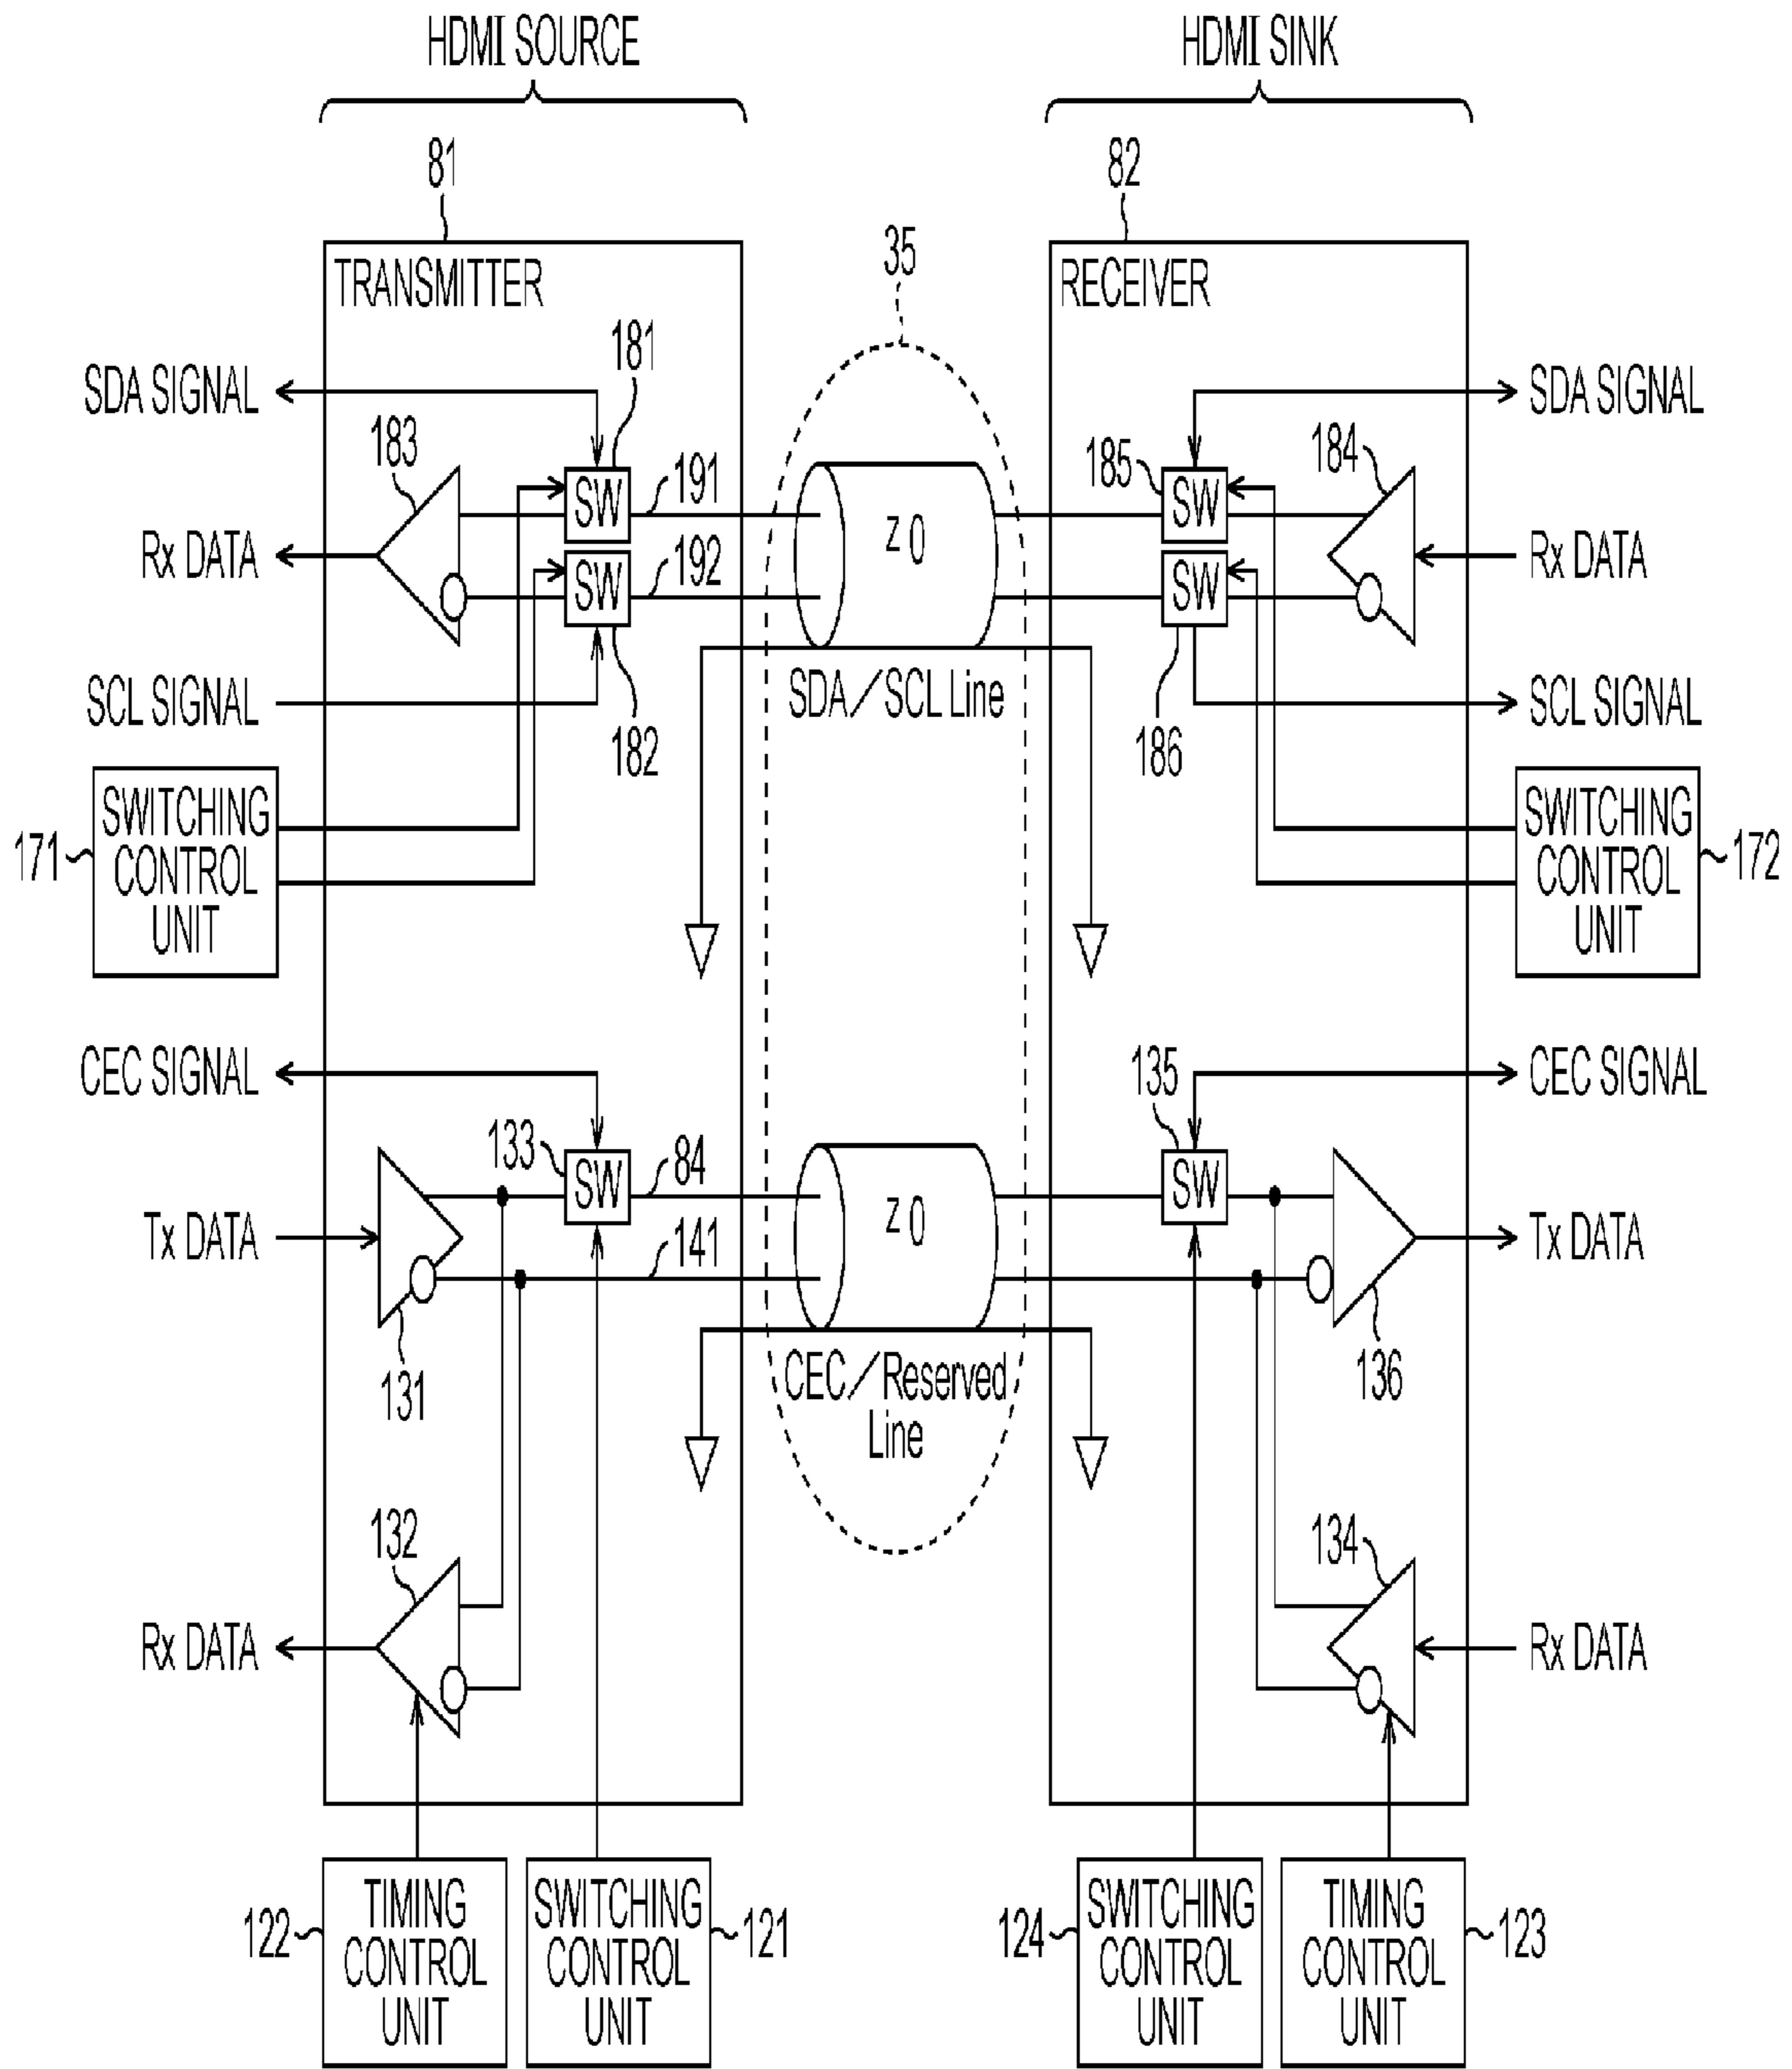 HDMI SOURCE
HDMI SINK
81
82
35
TRANSMITTER
RECEIVER
181
SDA SIGNAL
SDA SIGNAL
183
185
184
SW
191
Z0
SW
Rx DATA
Rx DATA
SW
192
SW
SCL SIGNAL
SDA/SCL Line
SCL SIGNAL
182
186
171
SWITCHING
CONTROL
UNIT
SWITCHING
CONTROL
UNIT
172
CEC SIGNAL
135
CEC SIGNAL
133
SW
84
Z0
SW
Tx DATA
141
Tx DATA
131
CEC/Reserved
Line
136
132
134
Rx DATA
Rx DATA
122
TIMING
CONTROL
UNIT
SWITCHING
CONTROL
UNIT
121
124
SWITCHING
CONTROL
UNIT
TIMING
CONTROL
UNIT
123